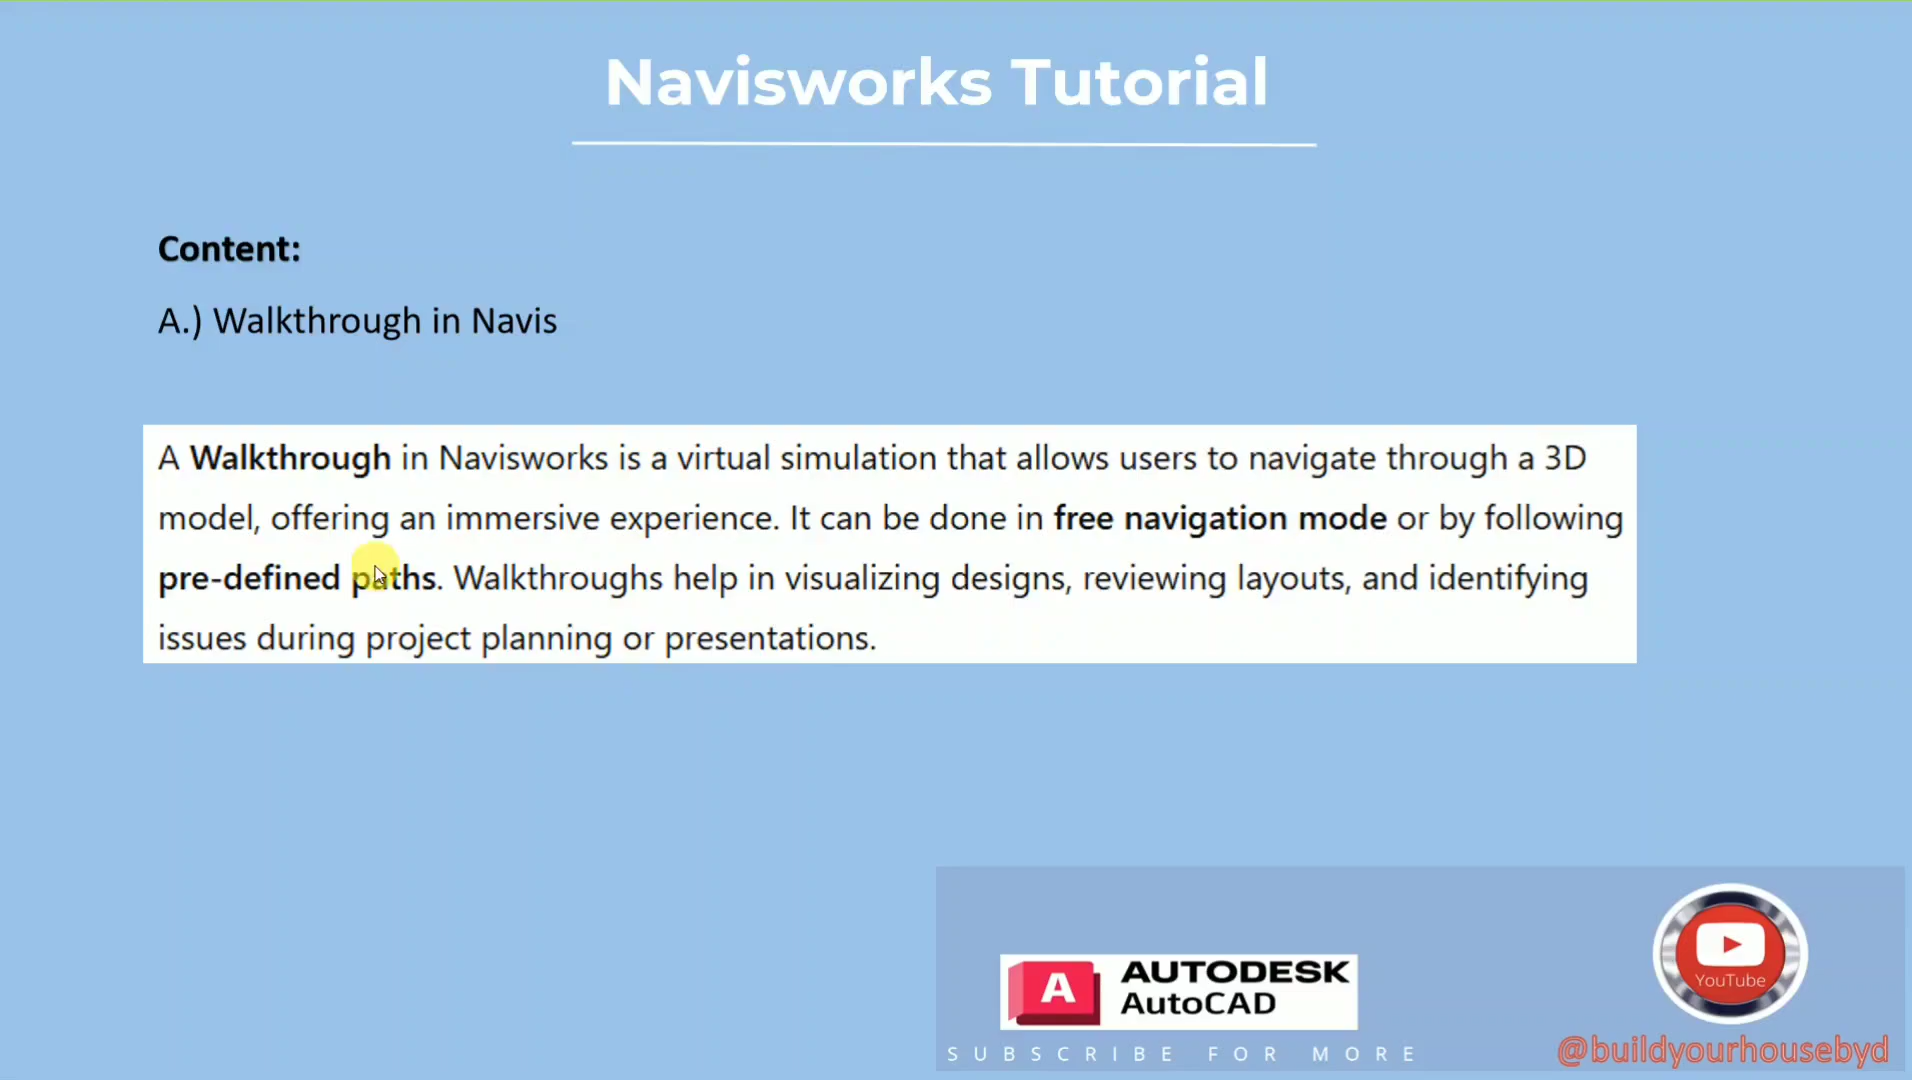 Navisworks Tutorial
Content:
A.) Walkthrough in Navis
A Walkthrough in Navisworks is a virtual simulation that allows users to navigate through a 3D
model, offering an immersive experience. It can be done in free navigation mode or by following
pre-defined paths. Walkthroughs help in visualizing designs, reviewing layouts, and identifying
issues during project planning or presentations.
A
AUTODESK
AutoCAD
YouTube
SUBSCRIBE FOR MORE
@buildyourhousebyd